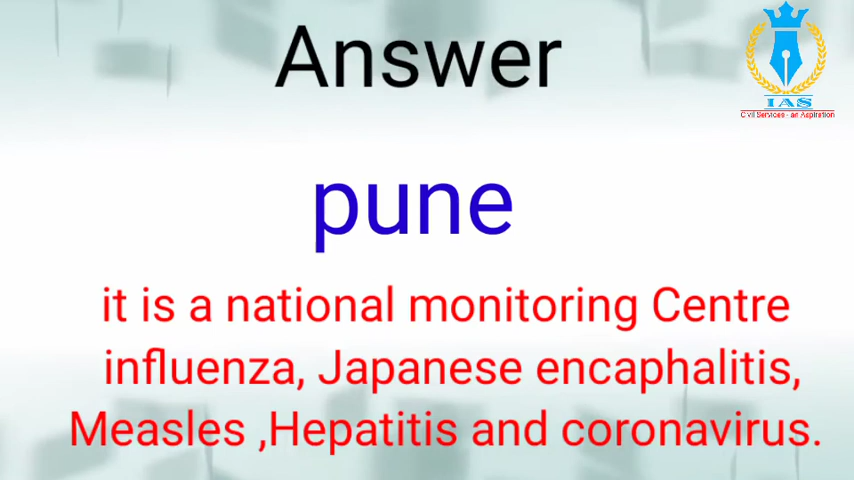 Answer
IAS
Civil Services - an Aspiration
pune
it is a national monitoring Centre
influenza, Japanese encaphalitis,
Measles ,Hepatitis and coronavirus.